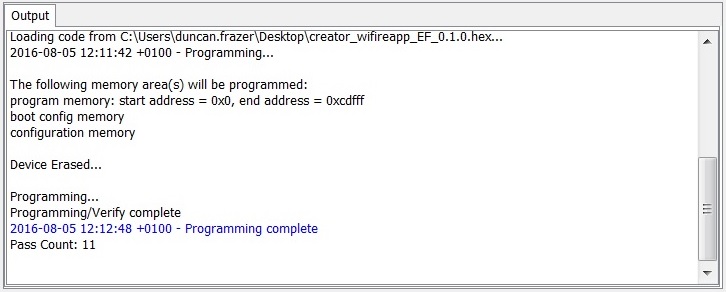 Output
Loading code from C:\Users\duncan.frazer\Desktop\creator_wifireapp_EF_0.1.0.hex...
2016-08-05 12:11:42 +0100 - Programming...
The following memory area(s) will be programmed:
program memory: start address = 0x0, end address = 0xcdfff
boot config memory
configuration memory
Device Erased...
Programming...
Programming/Verify complete
2016-08-05 12:12:48 +0100 - Programming complete
Pass Count: 11